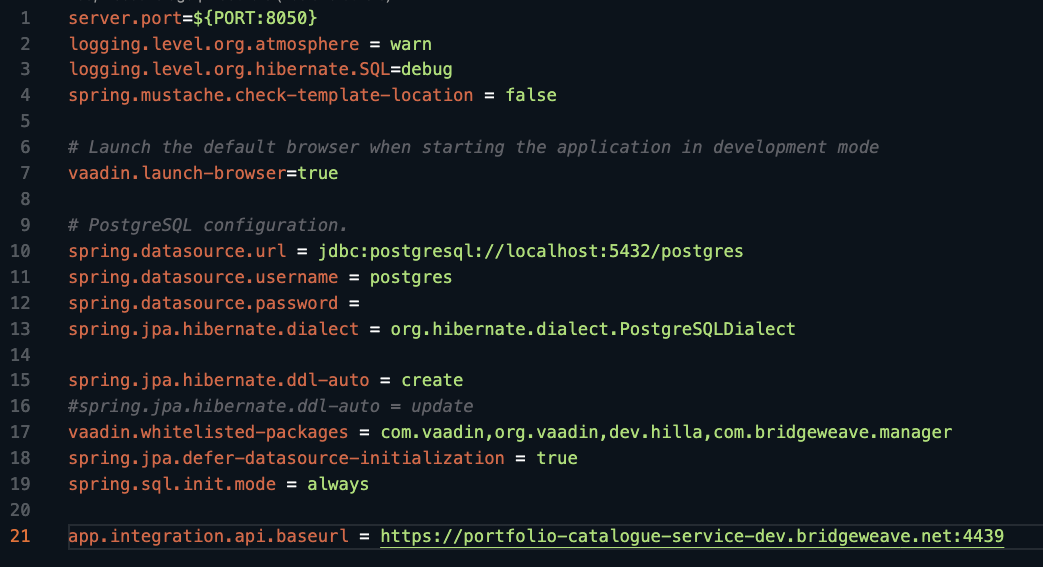 1 server.port=${PORT:8050}
2 logging.level.org.atmosphere = warn
3 logging.level.org.hibernate.SQL=debug
4 spring.mustache.check-template-location = false
5
6 # Launch the default browser when starting the application in development mode
7 vaadin.launch-browser=true
8
9 # PostgreSQL configuration.
10 spring.datasource.url = jdbc:postgresql://localhost:5432/postgres
11 spring.datasource.username = postgres
12 spring.datasource.password =
13 spring.jpa.hibernate.dialect = org.hibernate.dialect.PostgreSQLDialect
14
15 spring.jpa.hibernate.ddl-auto = create
16 #spring.jpa.hibernate.ddl-auto = update
17 vaadin.whitelisted-packages = com.vaadin,org.vaadin,dev.hilla,com.bridgeweave.manager
18 spring.jpa.defer-datasource-initialization = true
19 spring.sql.init.mode = always
20
21 app.integration.api.baseurl = https://portfolio-catalogue-service-dev.bridgeweave.net:4439